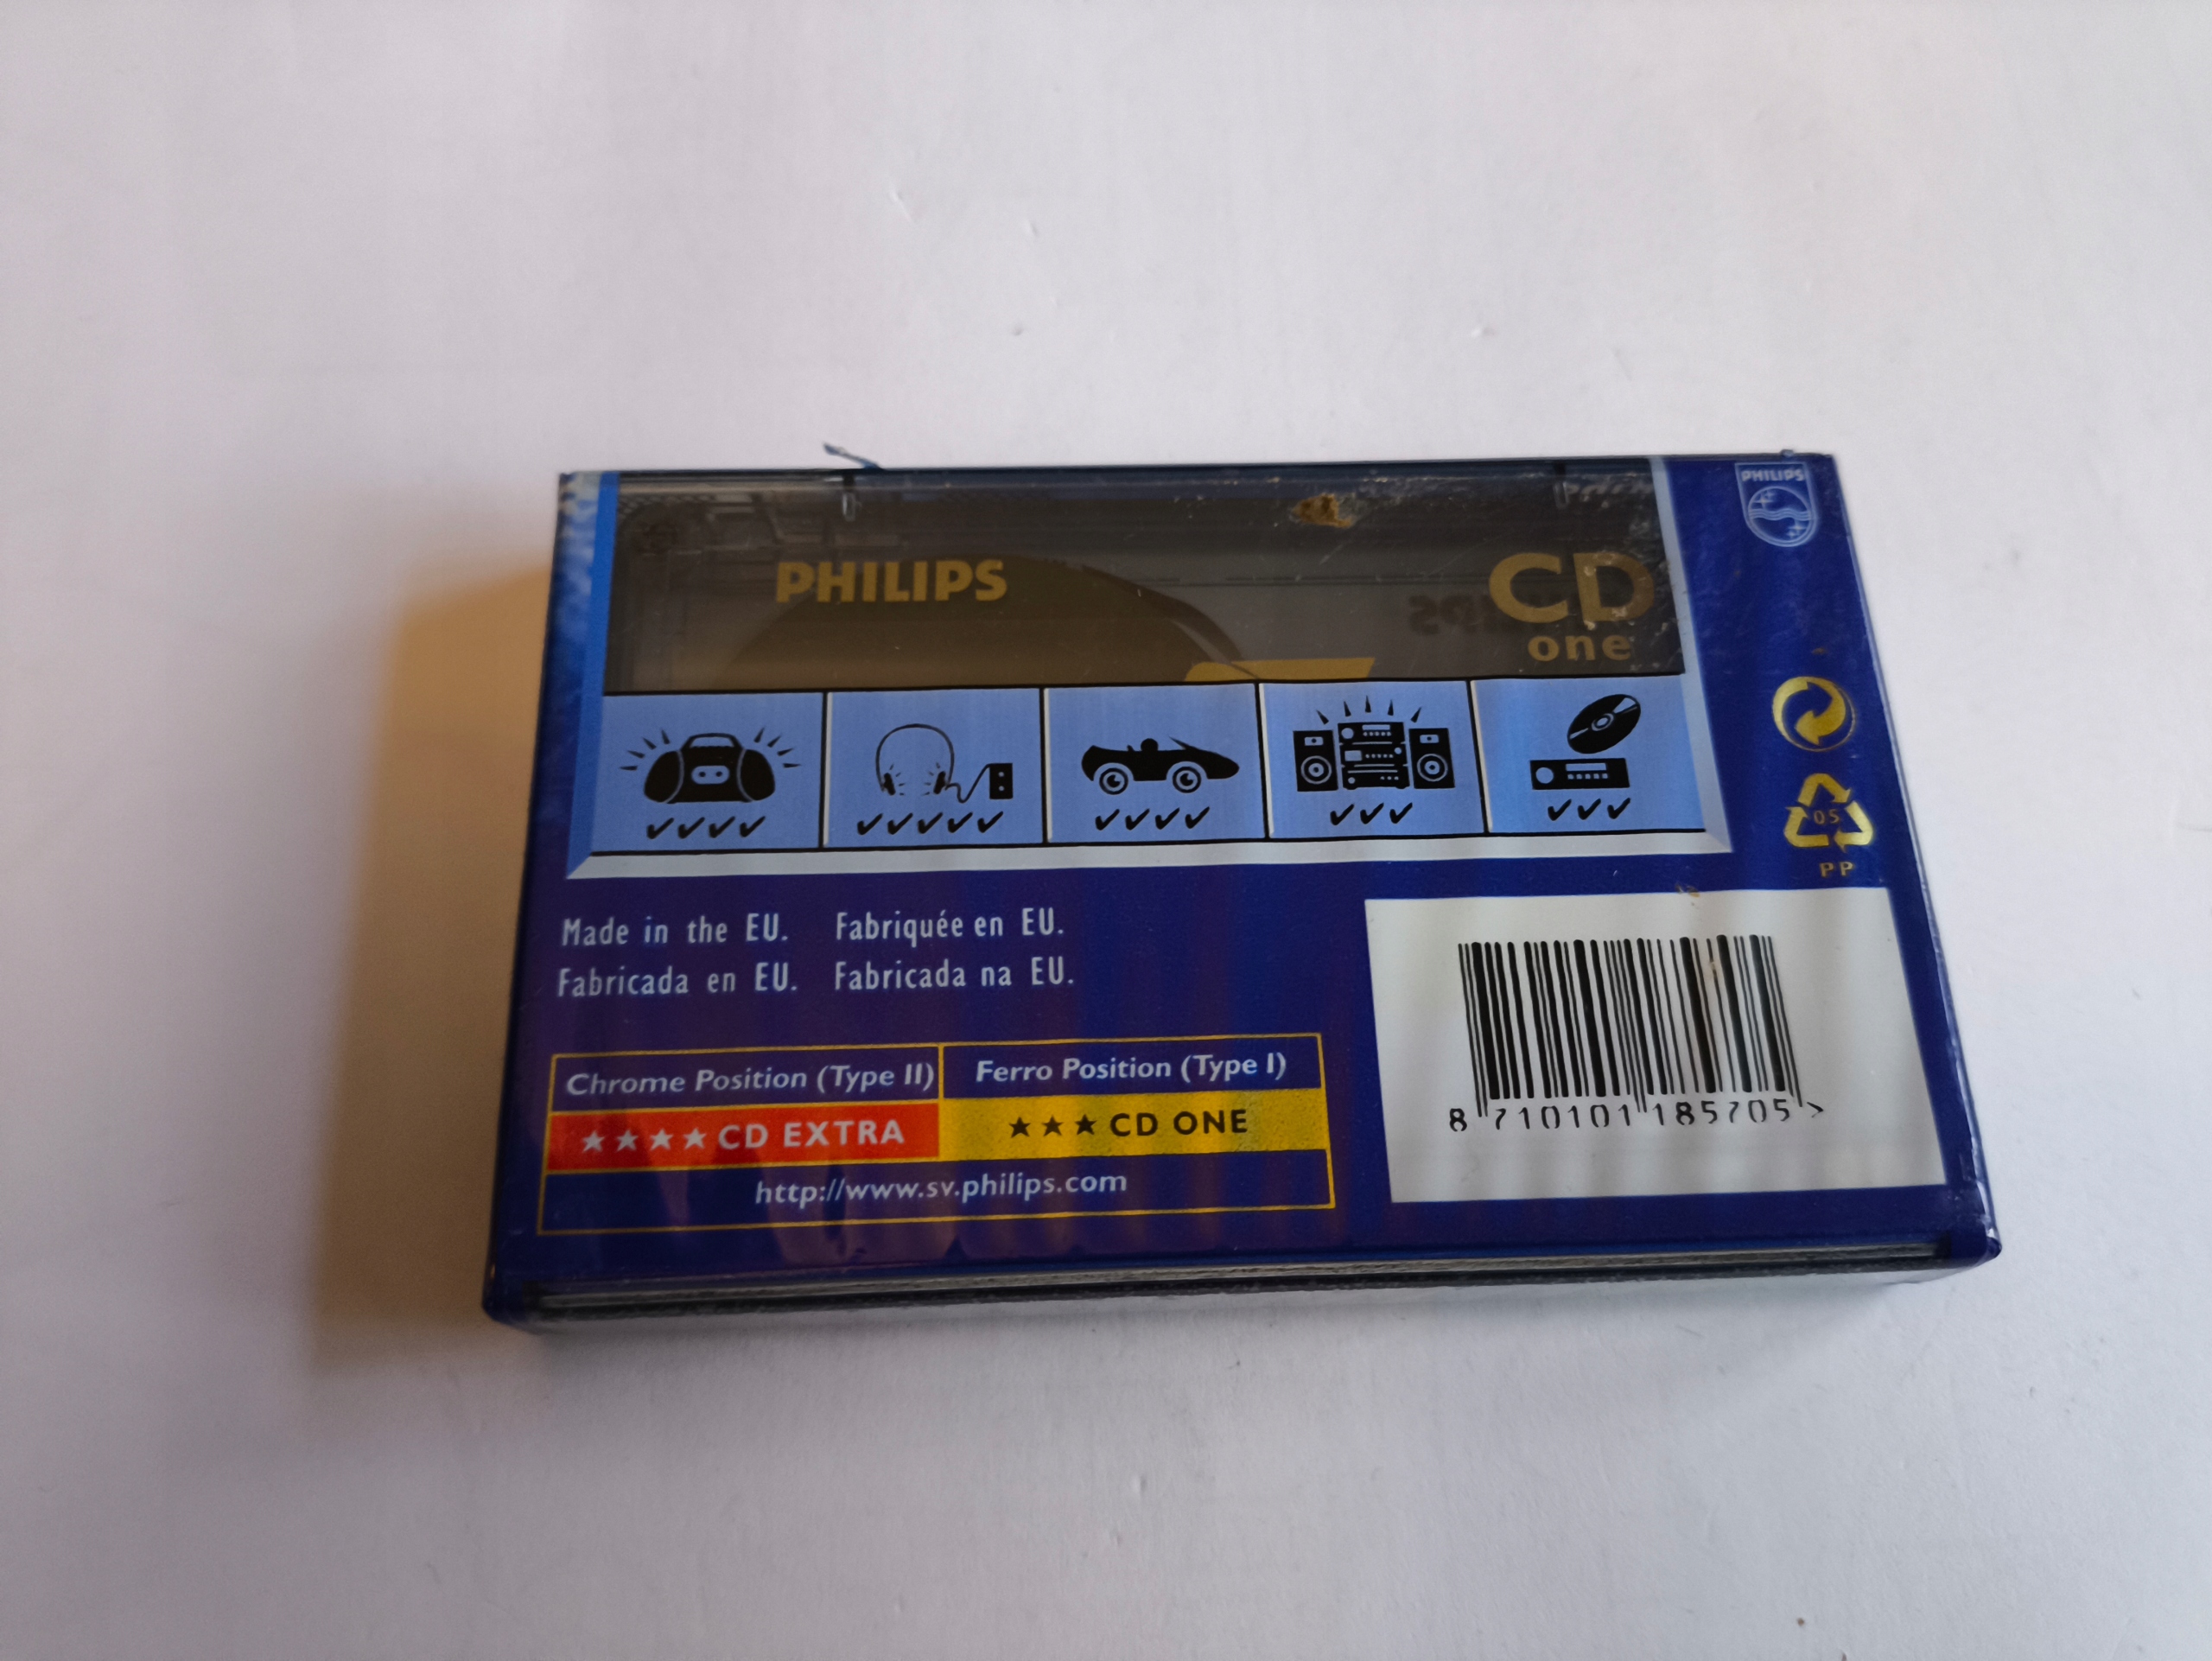 PHILIPS
PHILIPS
CD
one
05
PP
Made in the EU. Fabriquée en EU.
Fabricada en EU. Fabricada na EU.
Chrome Position (Type II) Ferro Position (Type I)
★★★★ CD EXTRA ★★★ CD ONE
http://www.sv.philips.com
8 710101 185705 >